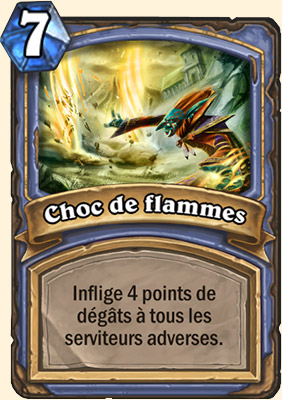 7
Choc de flammes
Inflige 4 points de
dégâts à tous les
serviteurs adverses.